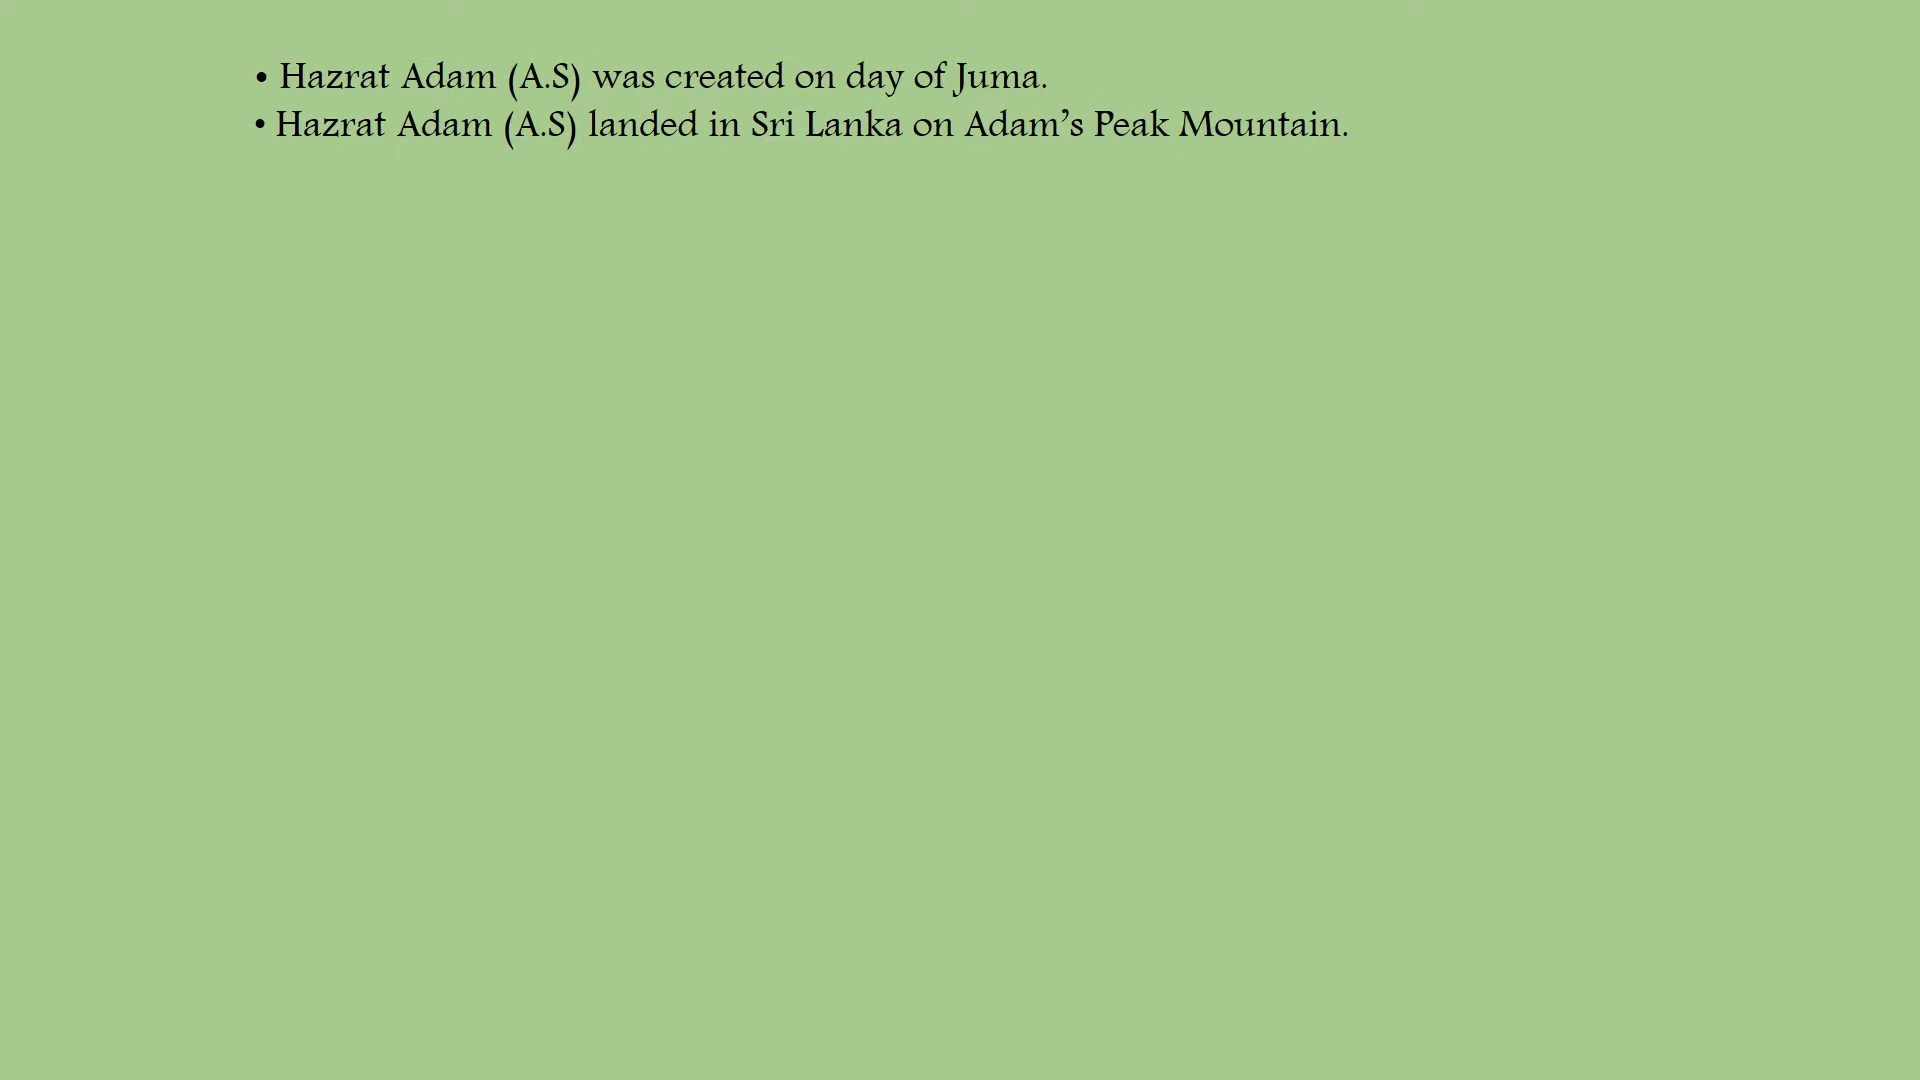 • Hazrat Adam (A.S) was created on day of Juma.
• Hazrat Adam (A.S) landed in Sri Lanka on Adam’s Peak Mountain.